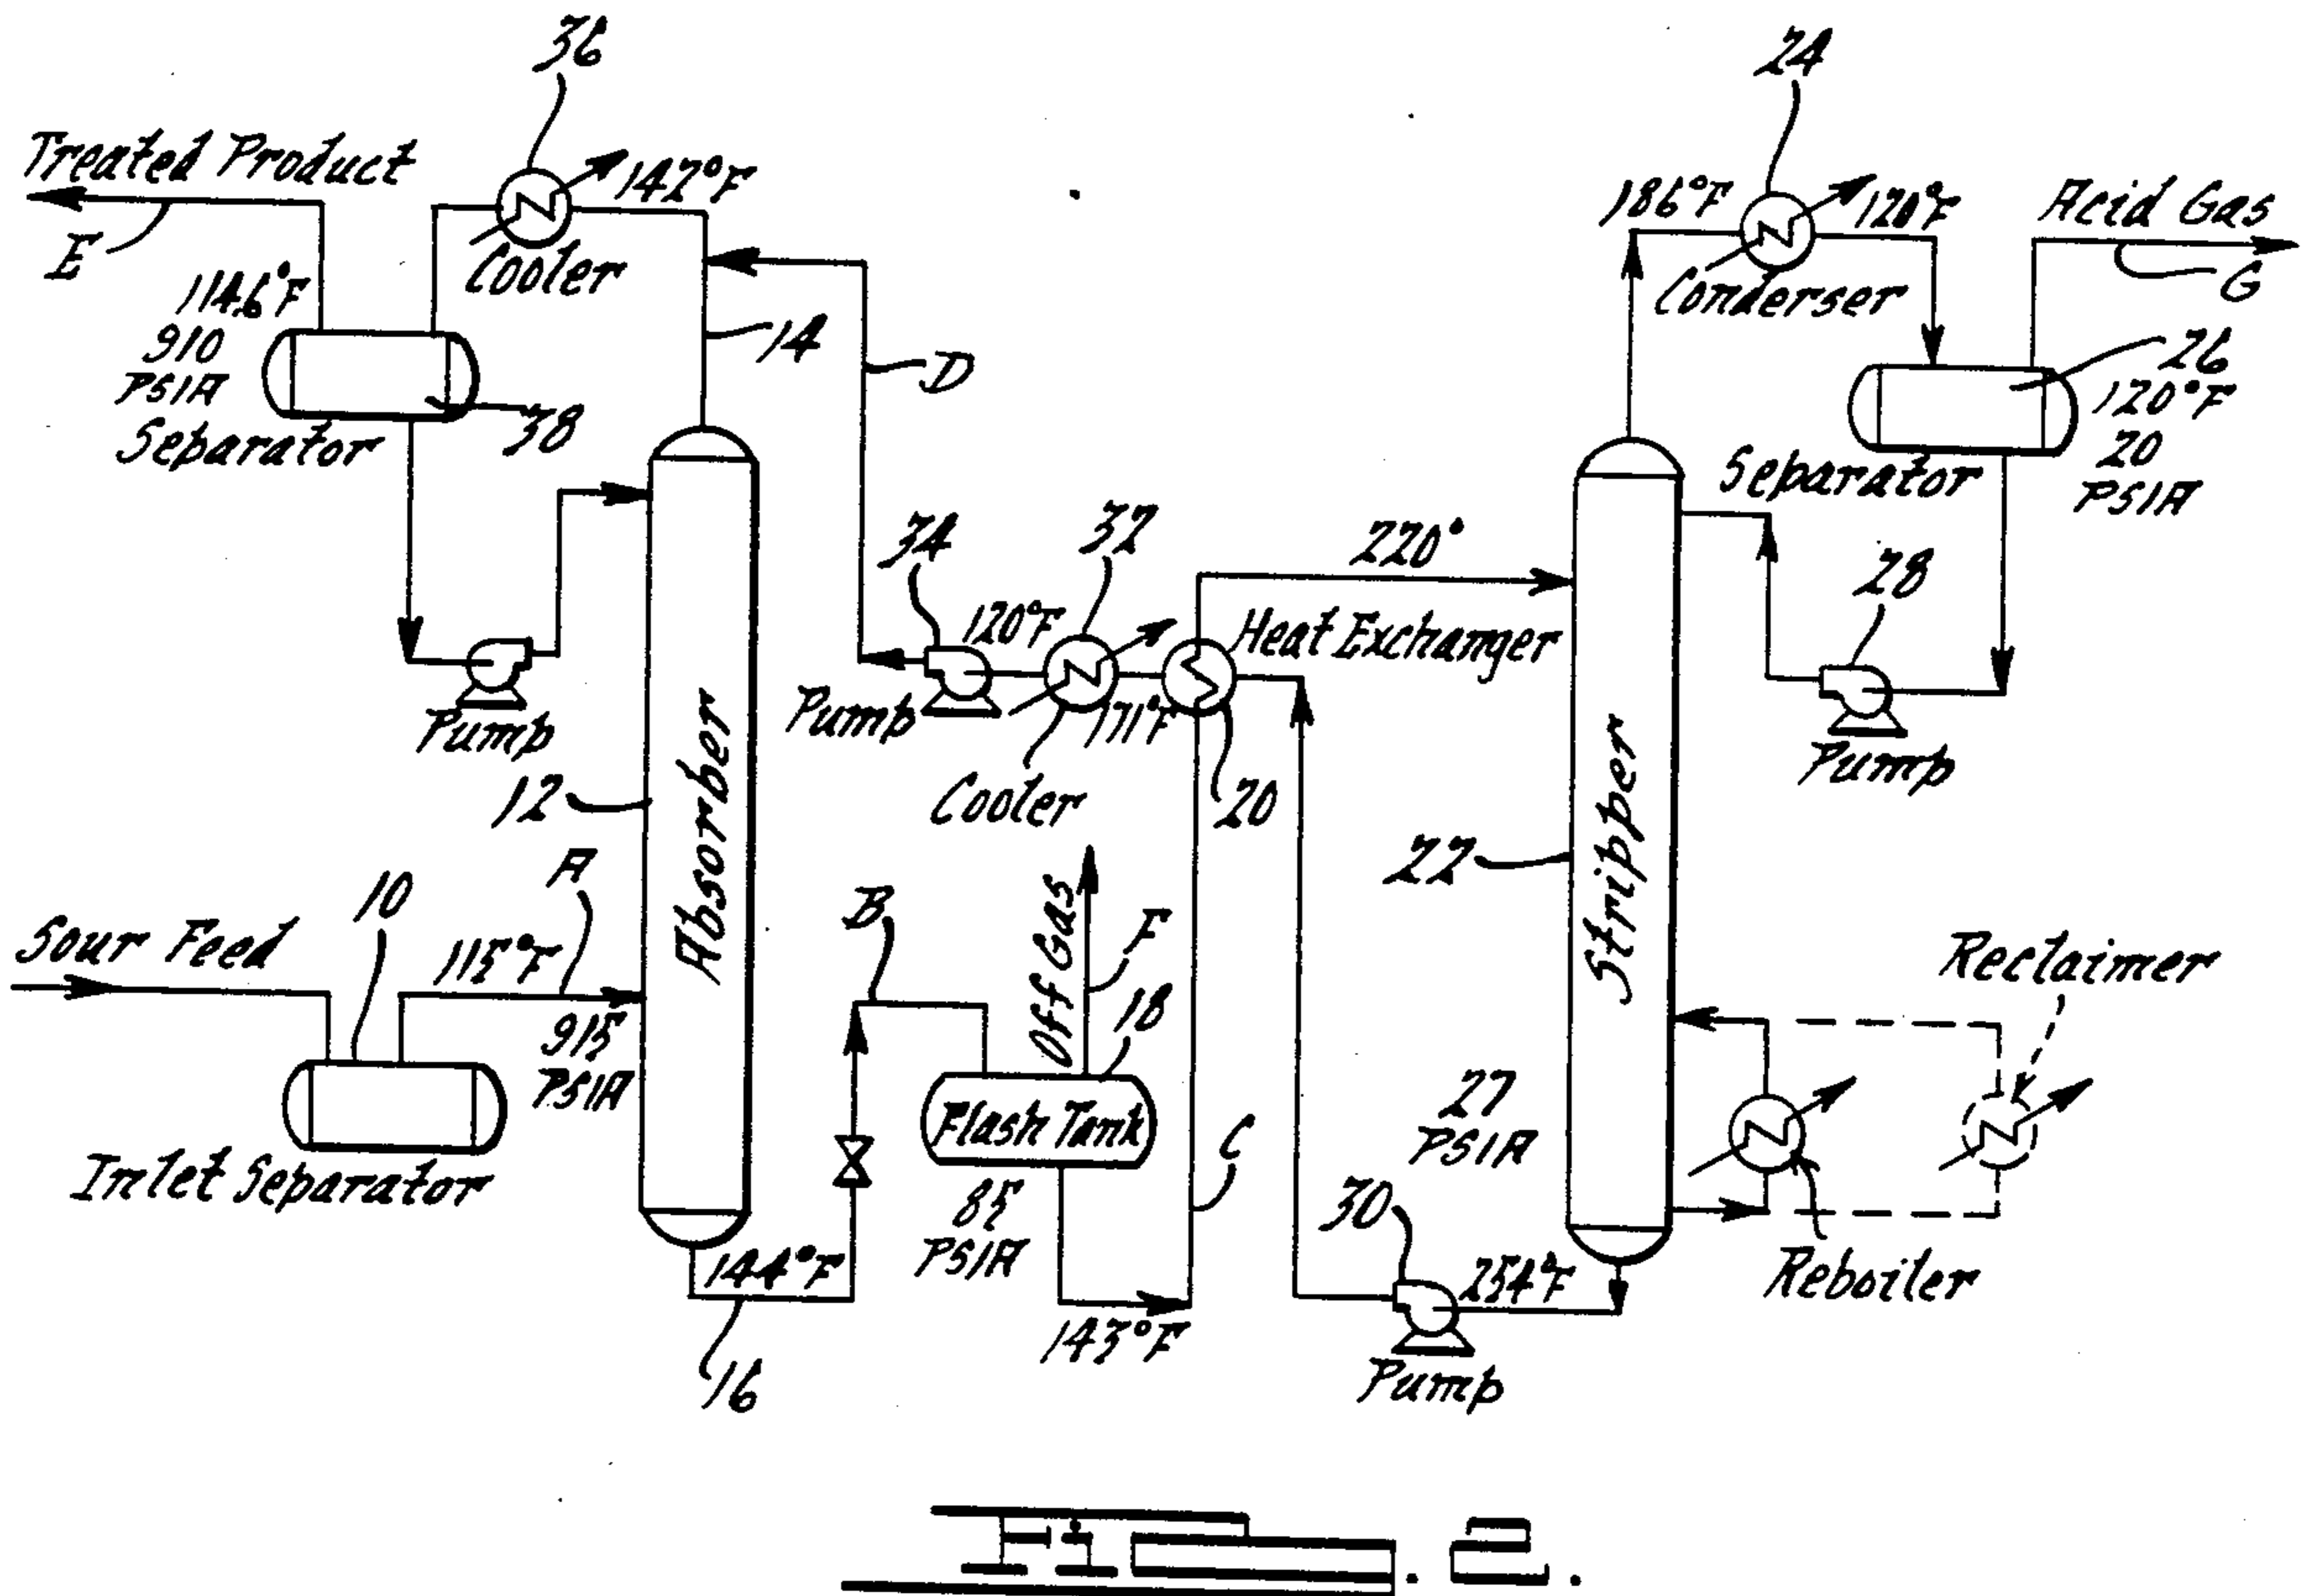 36
24
Treated Product
142°F
186°F
120°F
Acid Gas
E
Cooler
Conderser
G
114.6°F
910
PSIA
Separator
38
14
D
26
120°F
20
PSIA
Separator
34
32
220°
28
120°F
Heat Exchanger
Pump
Pump
171°F
Pump
12
Absorber
Cooler
20
Stripper
22
10
A
B
Off Gas
F
Sour Feed
115°F
18
Reclaimer
915
PSIA
Flash Tank
C
27
PSIA
Inlet Separator
85
PSIA
30
144°F
254°F
Reboiler
143°F
16
Pump
Fig. 2.